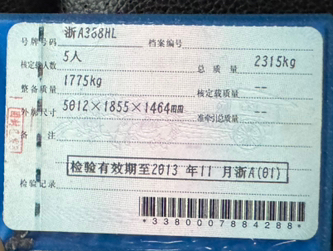 号牌号码 浙A368HL 档案编号
核定载人数 5人 总质量 2315kg
整备质量 1775kg 核定载质量 --
外廓尺寸 5012×1855×1464mm 准牵引总质量 --
备注
检验有效期至2013年11月浙A(01)
检验记录
*3380007884288*